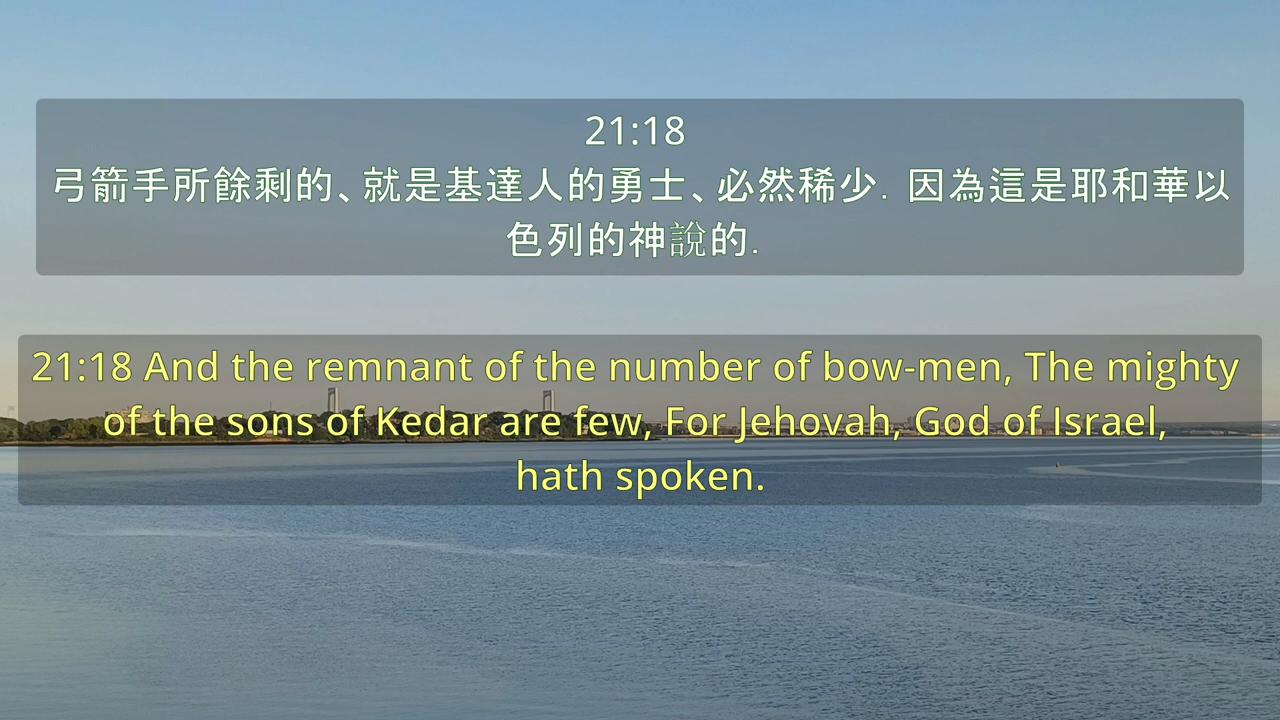 21:18
弓箭手所餘剩的、就是基達人的勇士、必然稀少. 因為這是耶和華以
色列的神說的.
21:18 And the remnant of the number of bow-men, The mighty
of the sons of Kedar are few, For Jehovah, God of Israel,
hath spoken.